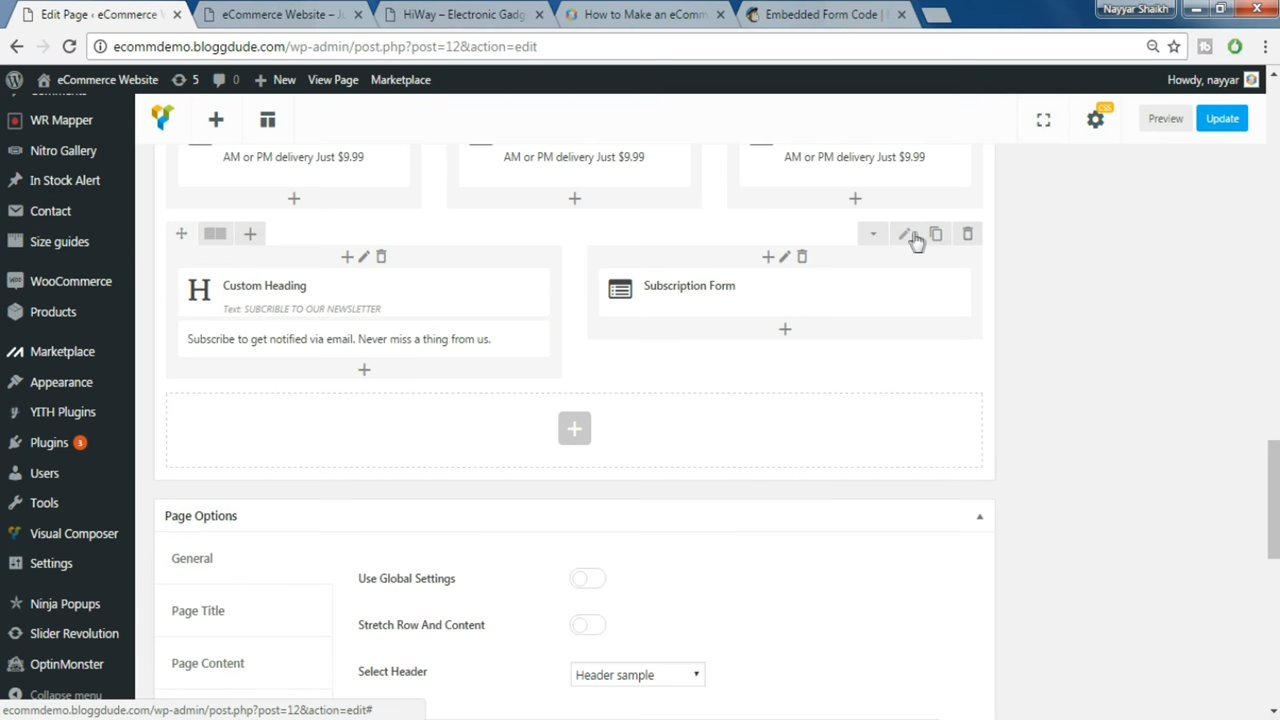 Edit Page ‹ eCommerce W
eCommerce Website – Ju
HiWay – Electronic Gadg
How to Make an eComm
Embedded Form Code |
Nayyar Shaikh
ecommdemo.bloggdude.com/wp-admin/post.php?post=12&action=edit
eCommerce Website
5
0
New
View Page
Marketplace
Howdy, nayyar
WR Mapper
Nitro Gallery
In Stock Alert
Contact
Size guides
WooCommerce
Products
Marketplace
Appearance
YITH Plugins
Plugins 3
Users
Tools
Visual Composer
Settings
Ninja Popups
Slider Revolution
OptinMonster
Collapse menu
CSS
Preview
Update
AM or PM delivery Just $9.99
AM or PM delivery Just $9.99
AM or PM delivery Just $9.99
H
Custom Heading
Text: SUBCRIBLE TO OUR NEWSLETTER
Subscribe to get notified via email. Never miss a thing from us.
Subscription Form
Page Options
General
Page Title
Page Content
Use Global Settings
Stretch Row And Content
Select Header
Header sample
ecommdemo.bloggdude.com/wp-admin/post.php?post=12&action=edit#